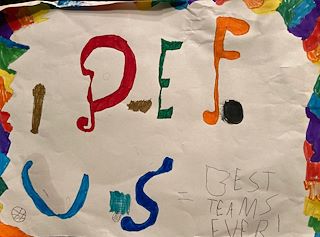 I P-E F.
U-S = BEST
TEAMS
EVER!